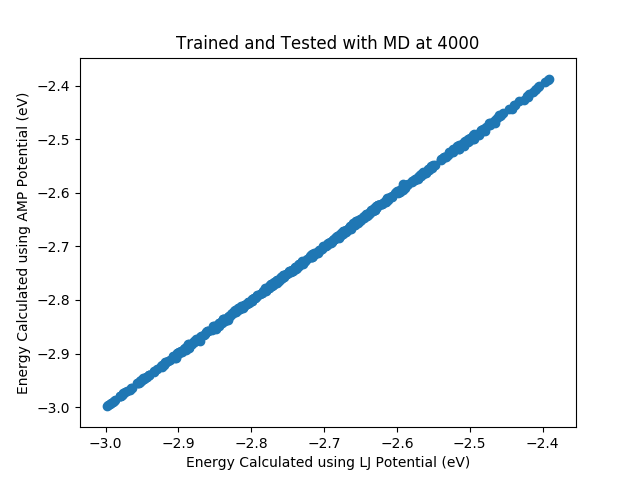 Trained and Tested with MD at 4000
Energy Calculated using AMP Potential (eV)
−2.4
−2.5
−2.6
−2.7
−2.8
−2.9
−3.0
−3.0 −2.9 −2.8 −2.7 −2.6 −2.5 −2.4
Energy Calculated using LJ Potential (eV)